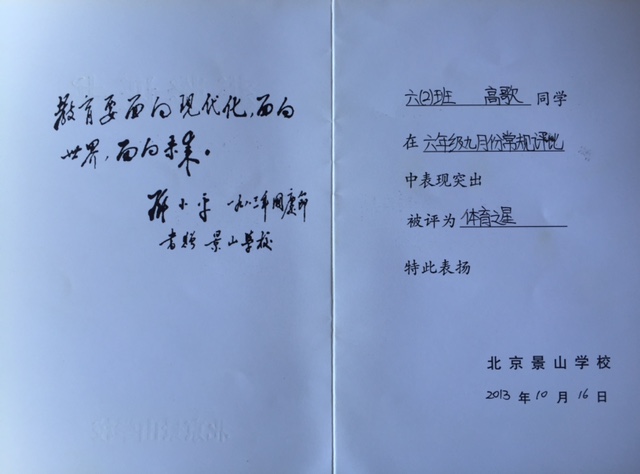 教育要面向现代化，面向
世界，面向未来。
邓小平 一九八三年国庆节
书赠 景山学校
六(2)班 高歌 同学
在 六年级九月份常规评比
中表现突出
被评为 体育之星
特此表扬
北京景山学校
2013 年 10 月 16 日